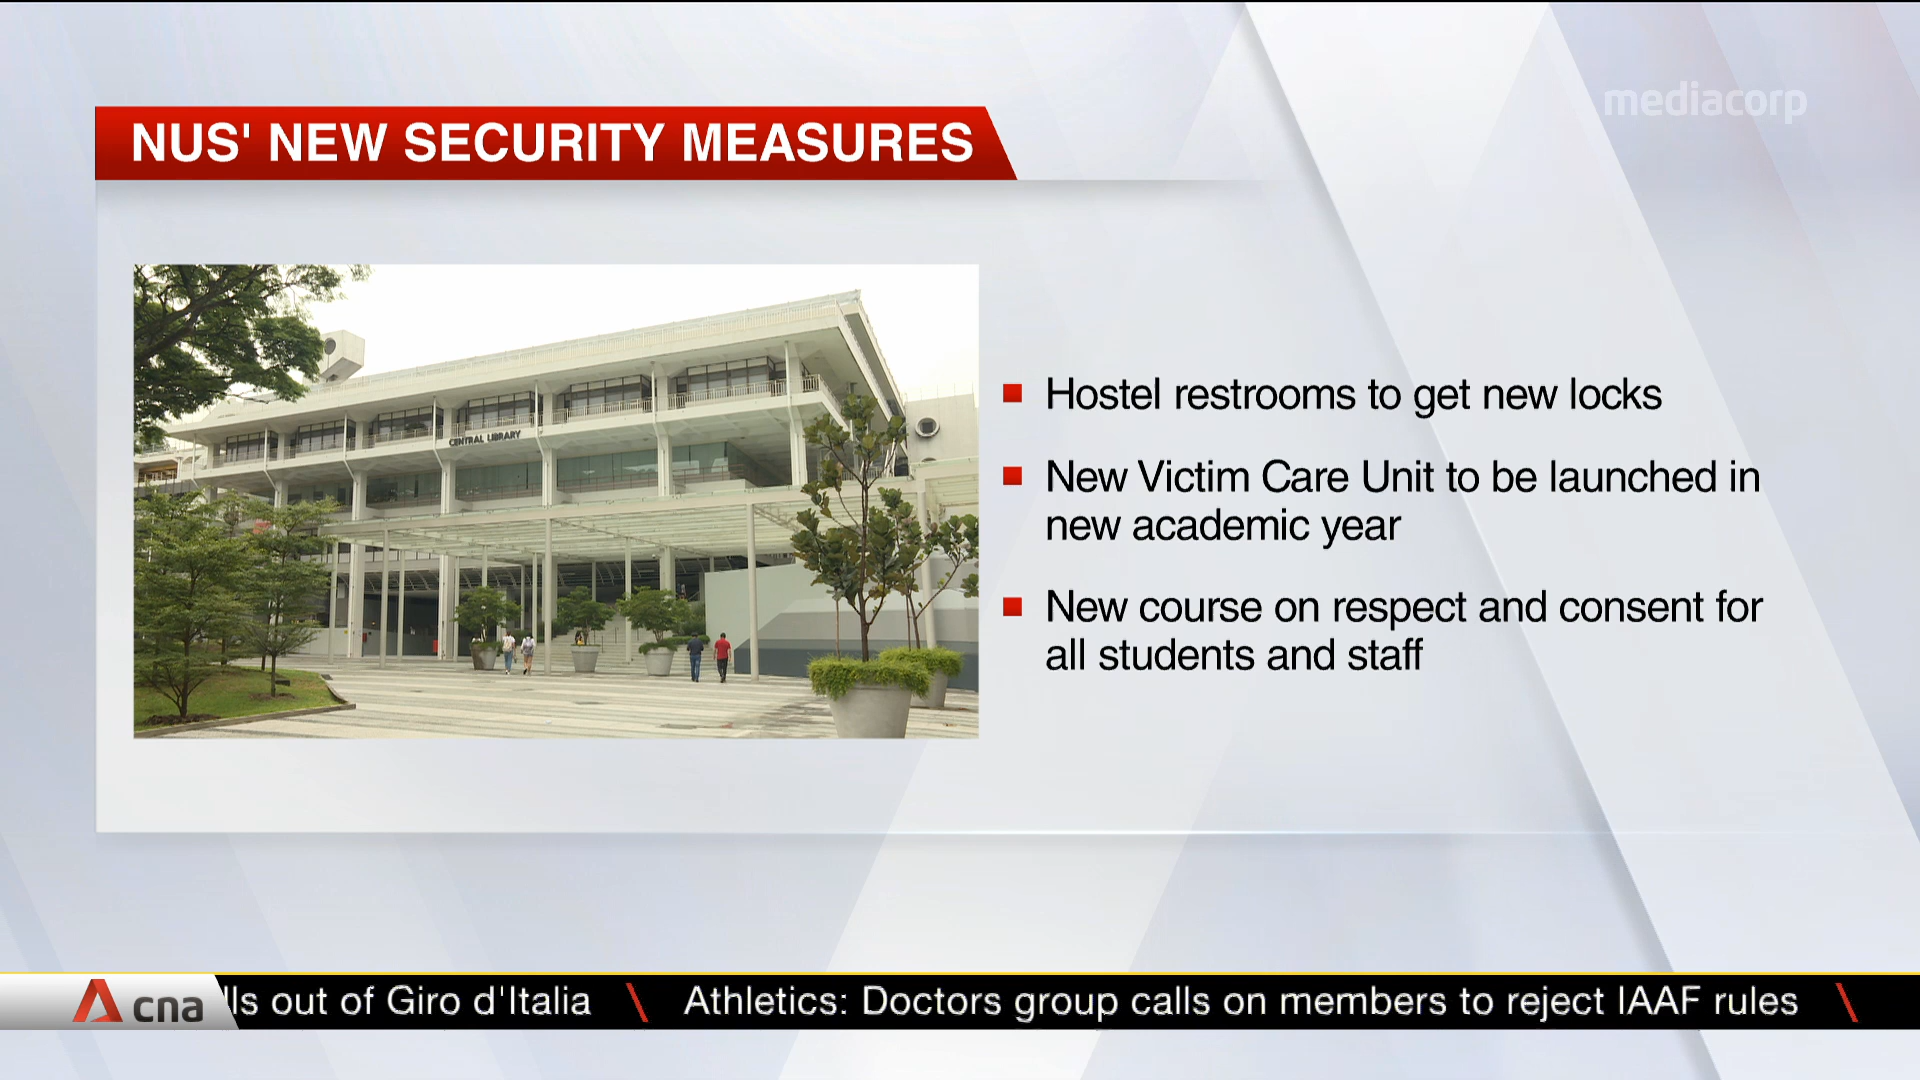 mediacorp
NUS' NEW SECURITY MEASURES
CENTRAL LIBRARY
Hostel restrooms to get new locks
New Victim Care Unit to be launched in
new academic year
New course on respect and consent for
all students and staff
cna
lls out of Giro d'Italia \ Athletics: Doctors group calls on members to reject IAAF rules \